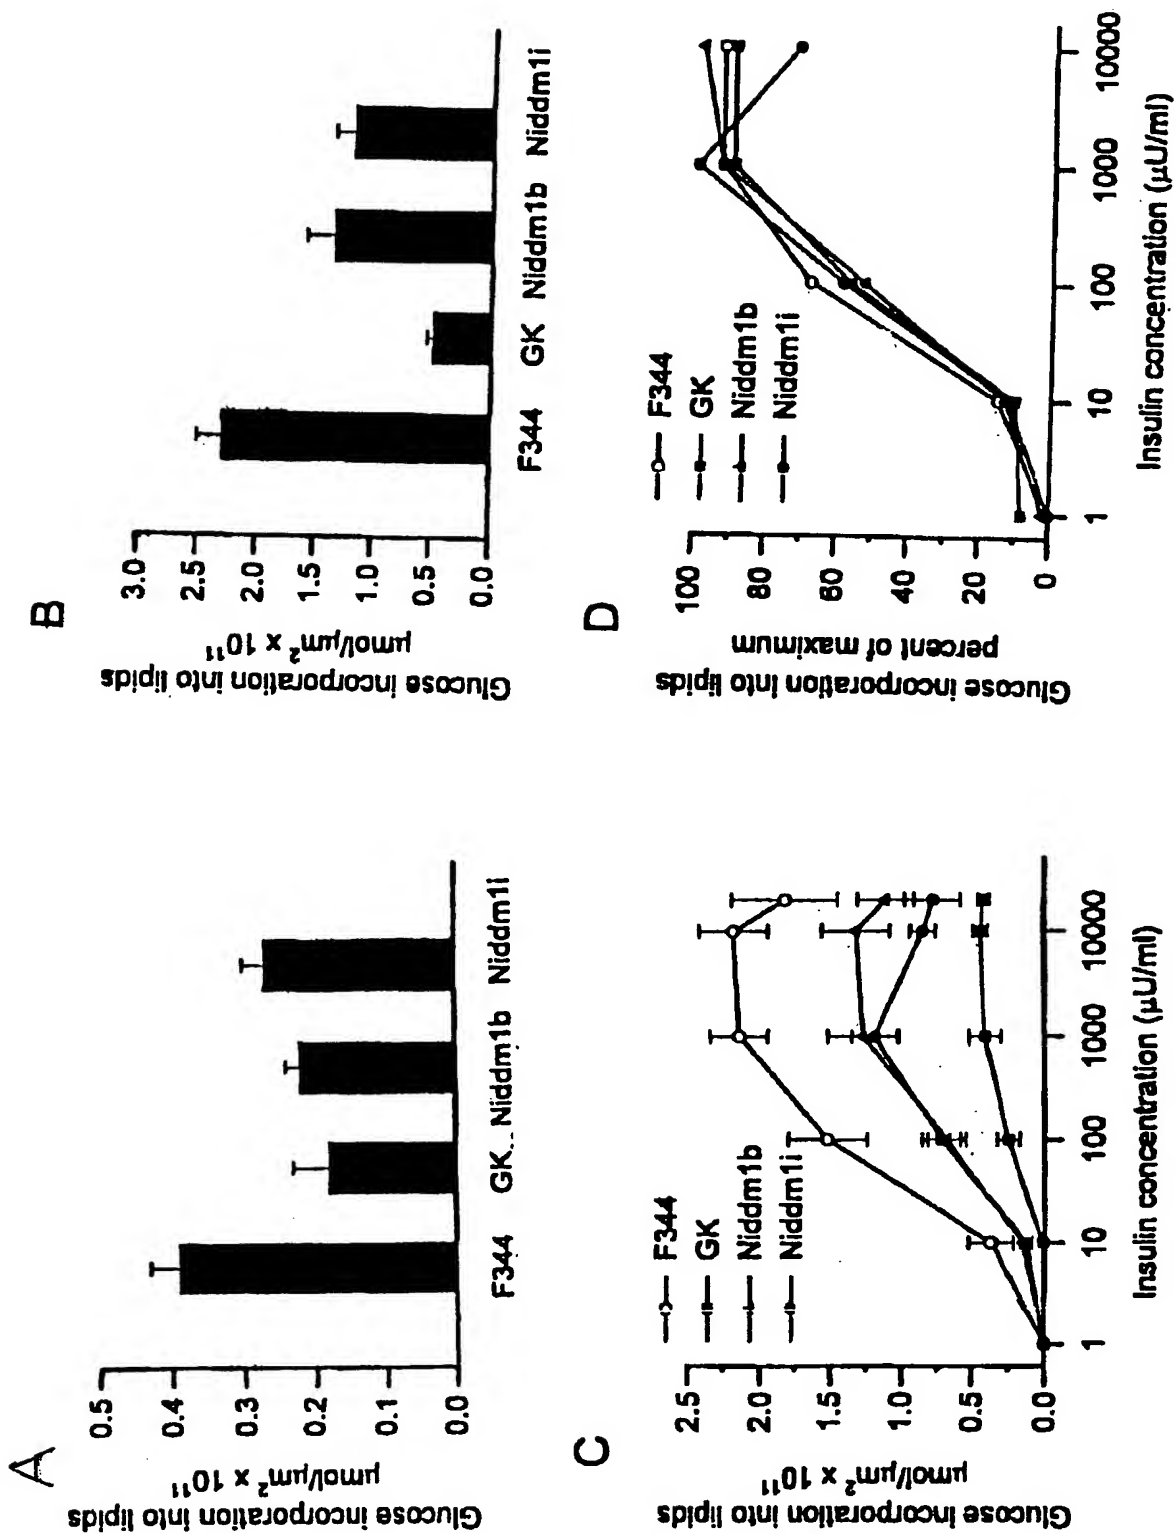 A
Glucose incorporation into lipids
µmol/µm² x 10¹¹
0.5
0.4
0.3
0.2
0.1
0.0
F344 GK.. Niddm1b Niddm1i
B
Glucose incorporation into lipids
µmol/µm² x 10¹¹
3.0
2.5
2.0
1.5
1.0
0.5
0.0
F344 GK Niddm1b Niddm1i
C
Glucose incorporation into lipids
µmol/µm² x 10¹¹
2.5
2.0
1.5
1.0
0.5
0.0
F344
GK
Niddm1b
Niddm1i
1 10 100 1000 10000
Insulin concentration (µU/ml)
D
Glucose incorporation into lipids
percent of maximum
100
80
60
40
20
0
F344
GK
Niddm1b
Niddm1i
1 10 100 1000 10000
Insulin concentration (µU/ml)